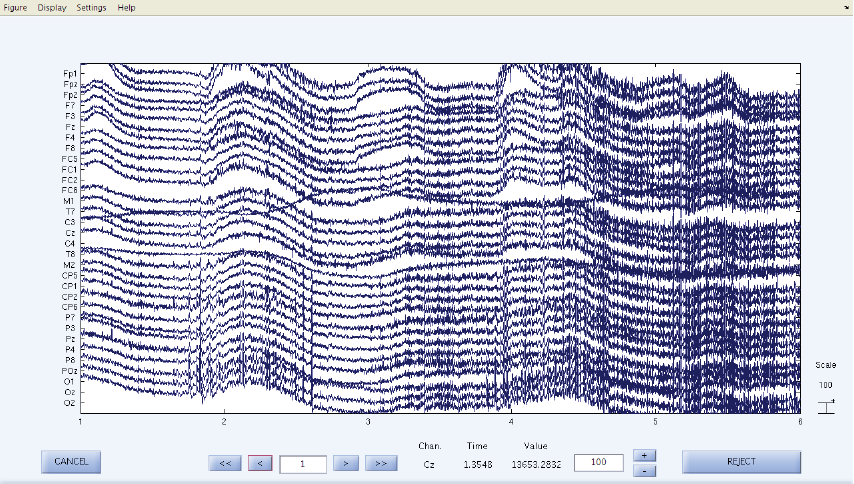 Figure Display Settings Help
Fp1
Fpz
Fp2
F7
F3
Fz
F4
F8
FC5
FC1
FC2
FC6
M1
T7
C3
Cz
C4
T8
M2
CP5
CP1
CP2
CP6
P7
P3
Pz
P4
P8
POz
O1
Oz
O2
1 2 3 4 5 6
Scale
100
+
Chan. Time Value
CANCEL << < 1 > >> Cz 1.3548 13653.2832 100 + - REJECT